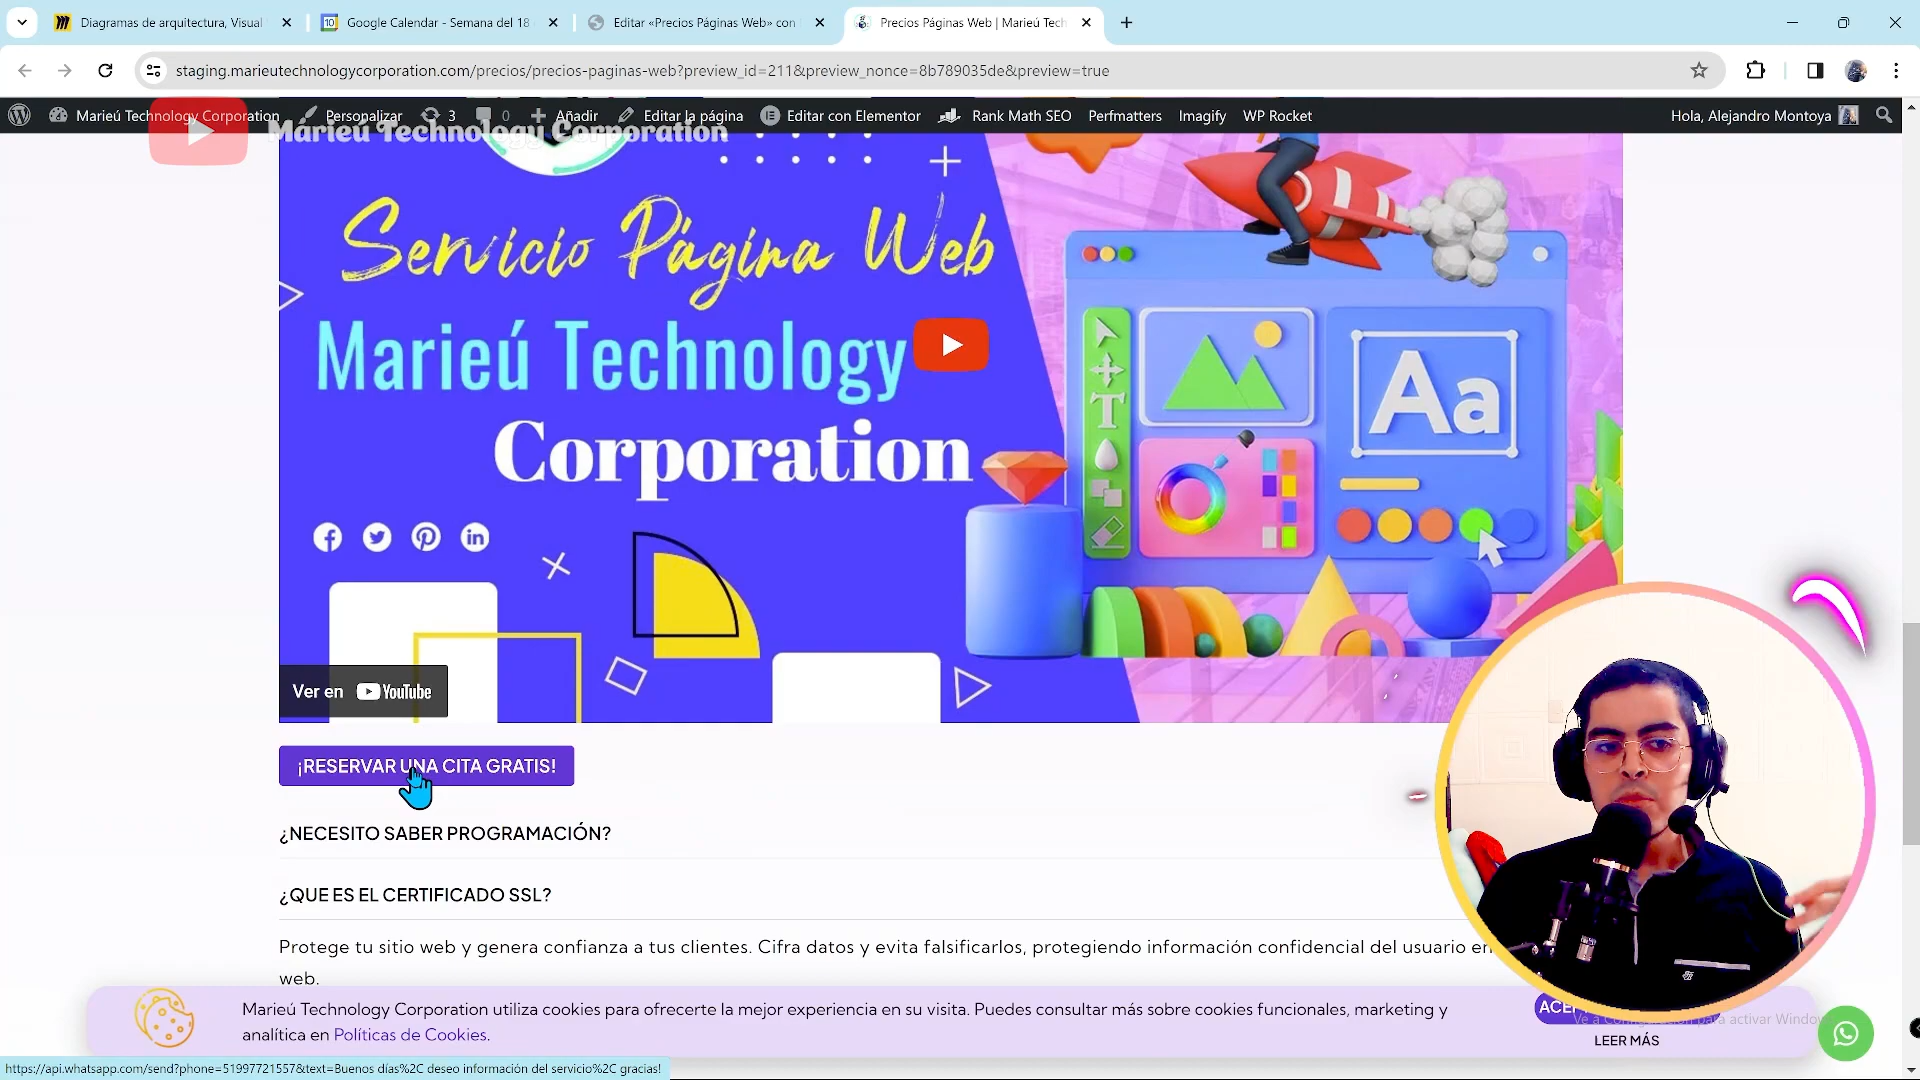 Diagramas de arquitectura, Visual
Google Calendar - Semana del 18
Editar «Precios Páginas Web» con
Precios Páginas Web | Marieú Tech
staging.marieutechnologycorporation.com/precios/precios-paginas-web?preview_id=211&preview_nonce=8b789035de&preview=true
Marieú Technology Corporation
Personalizar
3
0
Añadir
Editar la página
Editar con Elementor
Rank Math SEO
Perfmatters
Imagify
WP Rocket
Hola, Alejandro Montoya
Marieú Technology Corporation
Servicio Página Web
Marieú Technology
Corporation
Aa
Ver en YouTube
¡RESERVAR UNA CITA GRATIS!
¿NECESITO SABER PROGRAMACIÓN?
¿QUE ES EL CERTIFICADO SSL?
Protege tu sitio web y genera confianza a tus clientes. Cifra datos y evita falsificarlos, protegiendo información confidencial del usuario en
web.
Marieú Technology Corporation utiliza cookies para ofrecerte la mejor experiencia en su visita. Puedes consultar más sobre cookies funcionales, marketing y
analítica en Políticas de Cookies.
Ve a Configuración para activar Window
LEER MÁS
https://api.whatsapp.com/send?phone=51997721557&text=Buenos días%2C deseo información del servicio%2C gracias!